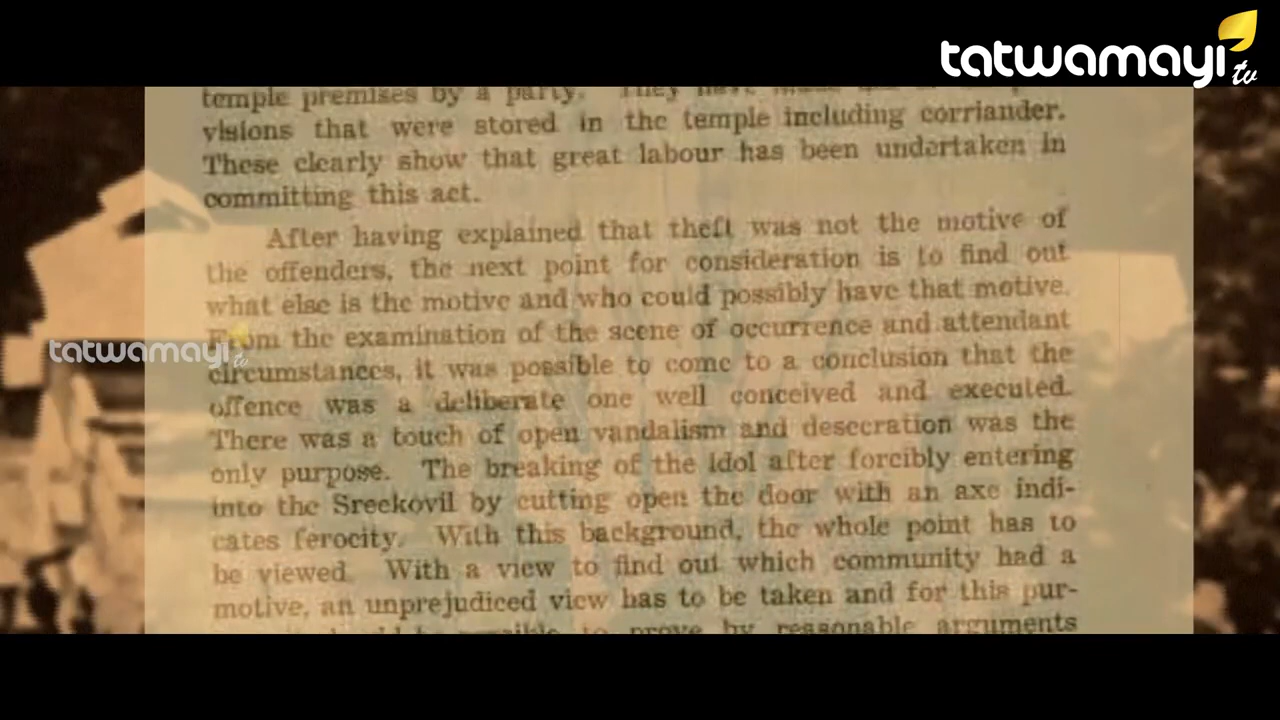 tatwamayi tv
temple premises by a party. They have
visions that were stored in the temple including corriander.
These clearly show that great labour has been undertaken in
committing this act.
After having explained that theft was not the motive of
the offenders, the next point for consideration is to find out
what else is the motive and who could possibly have that motive.
From the examination of the scene of occurrence and attendant
tatwamayi tv
circumstances, it was possible to come to a conclusion that the
offence was a deliberate one well conceived and executed.
There was a touch of open vandalism and desecration was the
only purpose. The breaking of the idol after forcibly entering
into the Sreekovil by cutting open the door with an axe indi-
cates ferocity. With this background, the whole point has to
be viewed. With a view to find out which community had a
motive, an unprejudiced view has to be taken and for this pur-
to prove by reasonable arguments